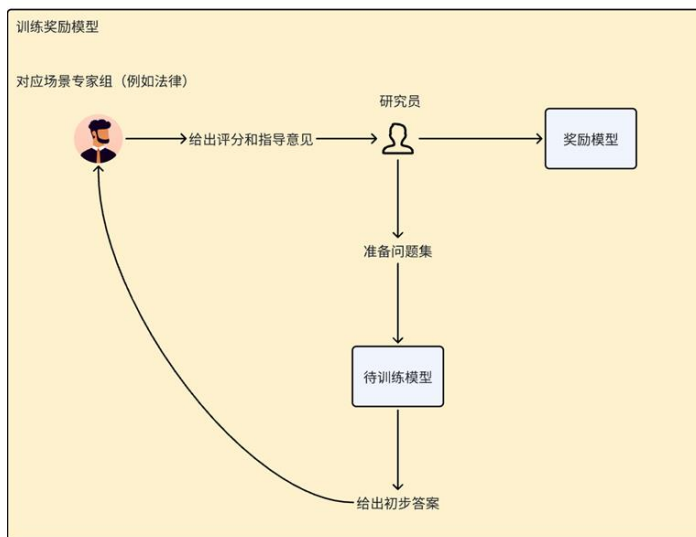 训练奖励模型
对应场景专家组（例如法律）
研究员
给出评分和指导意见
奖励模型
准备问题集
待训练模型
给出初步答案